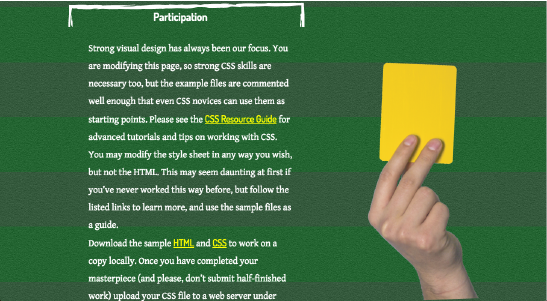 Participation
Strong visual design has always been our focus. You
are modifying this page, so strong CSS skills are
necessary too, but the example files are commented
well enough that even CSS novices can use them as
starting points. Please see the CSS Resource Guide for
advanced tutorials and tips on working with CSS.
You may modify the style sheet in any way you wish,
but not the HTML. This may seem daunting at first if
you've never worked this way before, but follow the
listed links to learn more, and use the sample files as
a guide.
Download the sample HTML and CSS to work on a
copy locally. Once you have completed your
masterpiece (and please, don't submit half-finished
work) upload your CSS file to a web server under